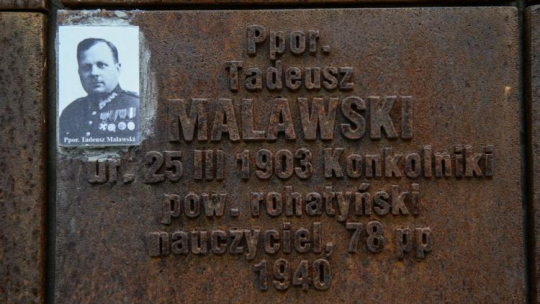 Ppor.
Tadeusz
MALAWSKI
ur. 25 III 1903 Konkolniki
pow. rohatyński
nauczyciel, 78 pp
1940
Ppor. Tadeusz Malawski